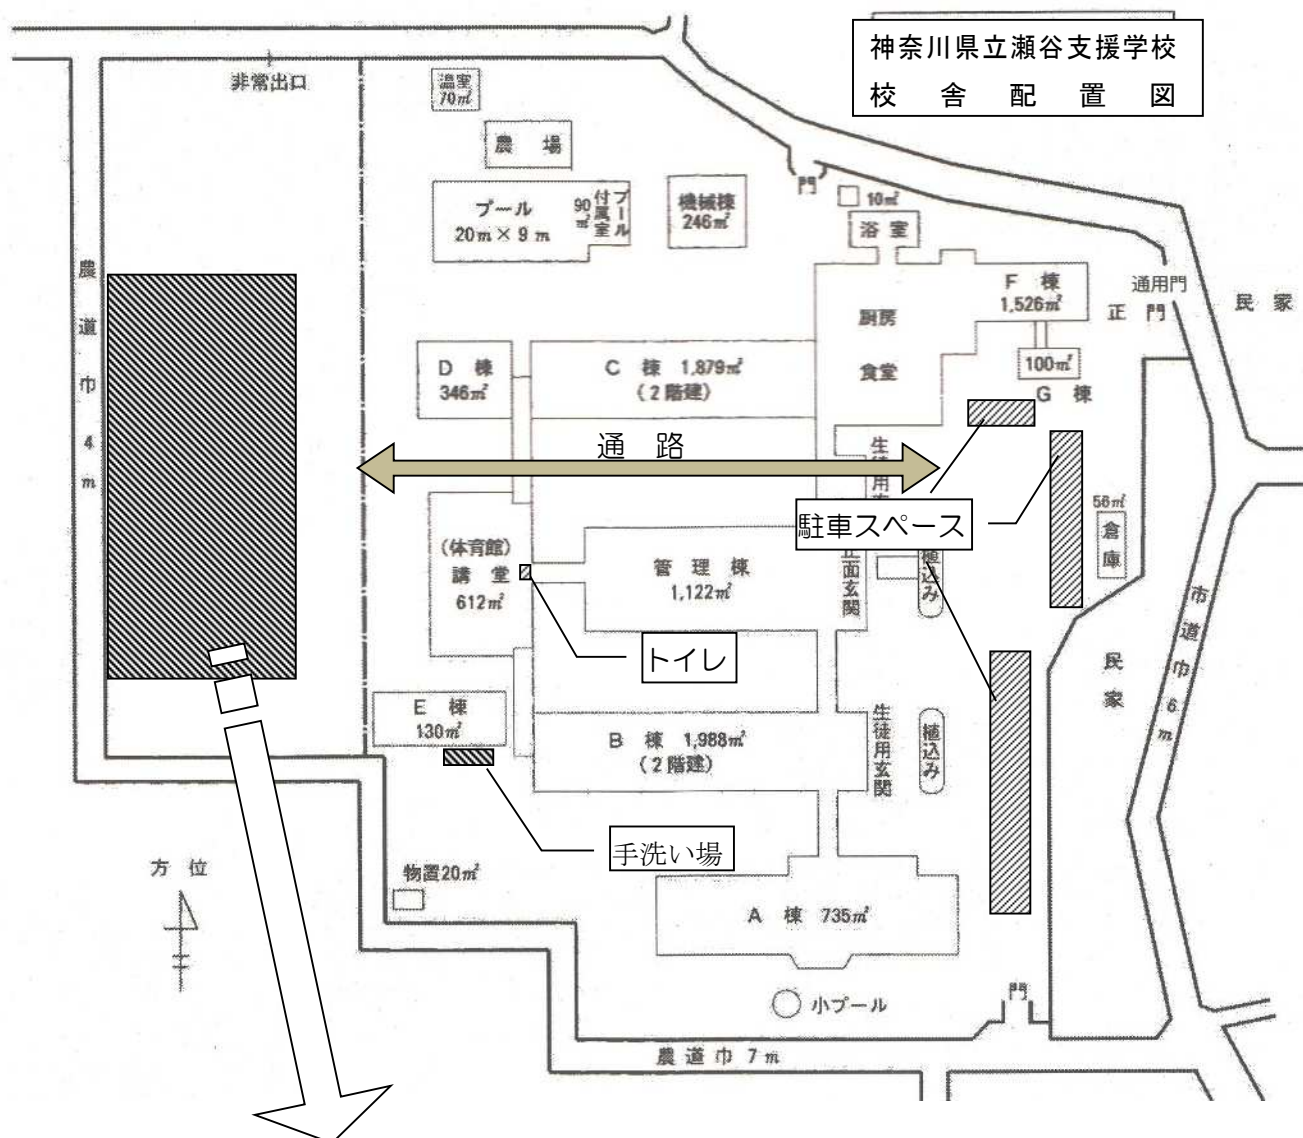 神奈川県立瀬谷支援学校
校舎配置図
非常出口
温室
70㎡
農場
プール
20m×9m
プール
付属室
90㎡
機械棟
246㎡
門
10㎡
浴室
F棟
1,526㎡
通用門
正門
民家
厨房
食堂
100㎡
G棟
農道巾4m
D棟
346㎡
C棟 1,879㎡
(2階建)
通路
生徒用
駐車スペース
56㎡
倉庫
(体育館)
講堂
612㎡
管理棟
1,122㎡
正面玄関
植込み
トイレ
市道巾6m
民家
E棟
130㎡
B棟 1,988㎡
(2階建)
生徒用玄関
植込み
手洗い場
方位
物置20㎡
A棟 735㎡
小プール
門
農道巾7m